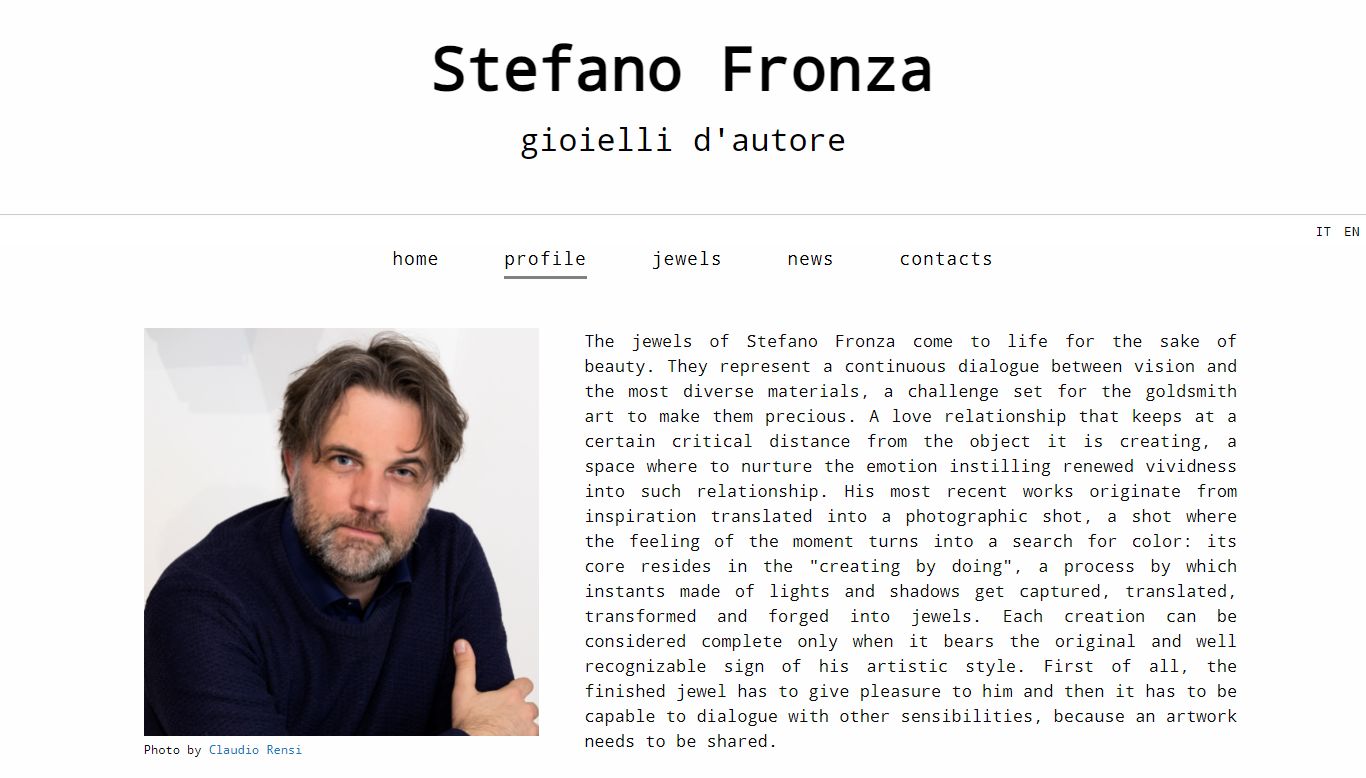 Stefano Fronza
gioielli d'autore
IT EN
home profile jewels news contacts
The jewels of Stefano Fronza come to life for the sake of
beauty. They represent a continuous dialogue between vision and
the most diverse materials, a challenge set for the goldsmith
art to make them precious. A love relationship that keeps at a
certain critical distance from the object it is creating, a
space where to nurture the emotion instilling renewed vividness
into such relationship. His most recent works originate from
inspiration translated into a photographic shot, a shot where
the feeling of the moment turns into a search for color: its
core resides in the "creating by doing", a process by which
instants made of lights and shadows get captured, translated,
transformed and forged into jewels. Each creation can be
considered complete only when it bears the original and well
recognizable sign of his artistic style. First of all, the
finished jewel has to give pleasure to him and then it has to be
capable to dialogue with other sensibilities, because an artwork
needs to be shared.
Photo by Claudio Rensi